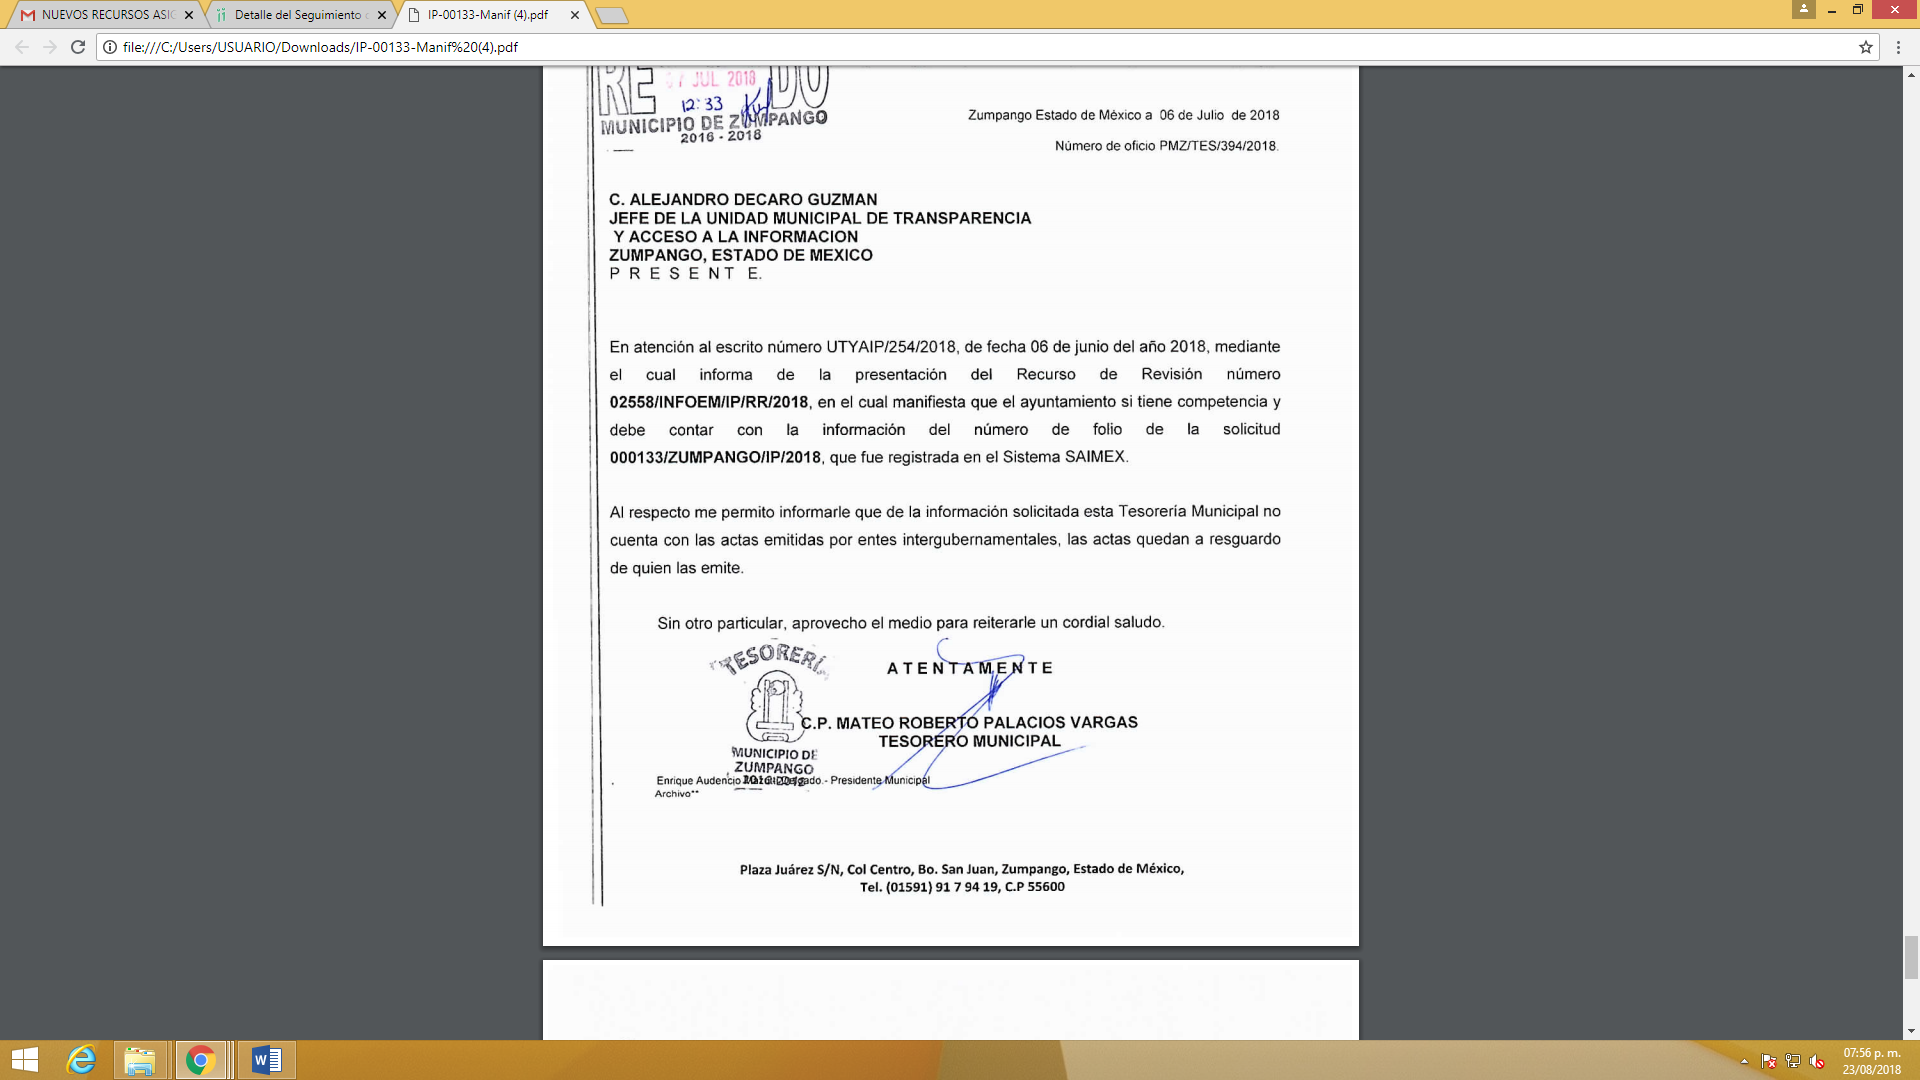 NUEVOS RECURSOS ASIG
Detalle del Seguimiento d
IP-00133-Manif (4).pdf
file:///C:/Users/USUARIO/Downloads/IP-00133-Manif%20(4).pdf
RE DO
07 JUL 2018
12:33
MUNICIPIO DE ZUMPANGO
2016 - 2018
Zumpango Estado de México a 06 de Julio de 2018
Número de oficio PMZ/TES/394/2018.
C. ALEJANDRO DECARO GUZMAN
JEFE DE LA UNIDAD MUNICIPAL DE TRANSPARENCIA
Y ACCESO A LA INFORMACION
ZUMPANGO, ESTADO DE MEXICO
P R E S E N T E.
En atención al escrito número UTYAIP/254/2018, de fecha 06 de junio del año 2018, mediante
el cual informa de la presentación del Recurso de Revisión número
02558/INFOEM/IP/RR/2018, en el cual manifiesta que el ayuntamiento si tiene competencia y
debe contar con la información del número de folio de la solicitud
000133/ZUMPANGO/IP/2018, que fue registrada en el Sistema SAIMEX.
Al respecto me permito informarle que de la información solicitada esta Tesorería Municipal no
cuenta con las actas emitidas por entes intergubernamentales, las actas quedan a resguardo
de quien las emite.
Sin otro particular, aprovecho el medio para reiterarle un cordial saludo.
TESORERÍA
A T E N T A M E N T E
C.P. MATEO ROBERTO PALACIOS VARGAS
TESORERO MUNICIPAL
MUNICIPIO DE
ZUMPANGO
2016-2018
Enrique Audencio Delgado.- Presidente Municipal
Archivo**
Plaza Juárez S/N, Col Centro, Bo. San Juan, Zumpango, Estado de México,
Tel. (01591) 91 7 94 19, C.P 55600
07:56 p. m.
23/08/2018